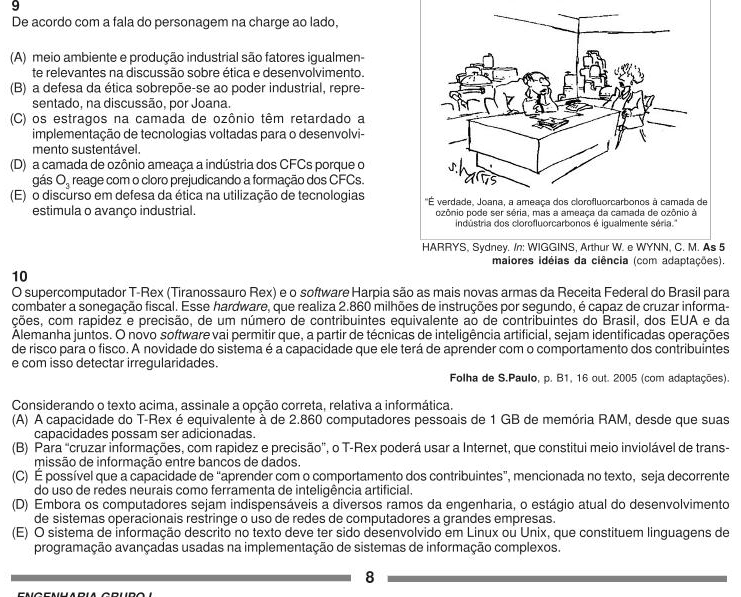 9
De acordo com a fala do personagem na charge ao lado,
(A) meio ambiente e produção industrial são fatores igualmen-
te relevantes na discussão sobre ética e desenvolvimento.
(B) a defesa da ética sobrepõe-se ao poder industrial, repre-
sentado, na discussão, por Joana.
(C) os estragos na camada de ozônio têm retardado a
implementação de tecnologias voltadas para o desenvolvi-
mento sustentável.
(D) a camada de ozônio ameaça a indústria dos CFCs porque o
gás O3 reage com o cloro prejudicando a formação dos CFCs.
(E) o discurso em defesa da ética na utilização de tecnologias
estimula o avanço industrial.
S. Harris
“É verdade, Joana, a ameaça dos clorofluorcarbonos à camada de
ozônio pode ser séria, mas a ameaça da camada de ozônio à
indústria dos clorofluorcarbonos é igualmente séria.”
HARRYS, Sydney. In: WIGGINS, Arthur W. e WYNN, C. M. As 5
maiores idéias da ciência (com adaptações).
10
O supercomputador T-Rex (Tiranossauro Rex) e o software Harpia são as mais novas armas da Receita Federal do Brasil para
combater a sonegação fiscal. Esse hardware, que realiza 2.860 milhões de instruções por segundo, é capaz de cruzar informa-
ções, com rapidez e precisão, de um número de contribuintes equivalente ao de contribuintes do Brasil, dos EUA e da
Alemanha juntos. O novo software vai permitir que, a partir de técnicas de inteligência artificial, sejam identificadas operações
de risco para o fisco. A novidade do sistema é a capacidade que ele terá de aprender com o comportamento dos contribuintes
e com isso detectar irregularidades.
Folha de S.Paulo, p. B1, 16 out. 2005 (com adaptações).
Considerando o texto acima, assinale a opção correta, relativa a informática.
(A) A capacidade do T-Rex é equivalente à de 2.860 computadores pessoais de 1 GB de memória RAM, desde que suas
capacidades possam ser adicionadas.
(B) Para “cruzar informações, com rapidez e precisão”, o T-Rex poderá usar a Internet, que constitui meio inviolável de trans-
missão de informação entre bancos de dados.
(C) É possível que a capacidade de “aprender com o comportamento dos contribuintes”, mencionada no texto, seja decorrente
do uso de redes neurais como ferramenta de inteligência artificial.
(D) Embora os computadores sejam indispensáveis a diversos ramos da engenharia, o estágio atual do desenvolvimento
de sistemas operacionais restringe o uso de redes de computadores a grandes empresas.
(E) O sistema de informação descrito no texto deve ter sido desenvolvido em Linux ou Unix, que constituem linguagens de
programação avançadas usadas na implementação de sistemas de informação complexos.
8
ENGENHARIA GRUPO I